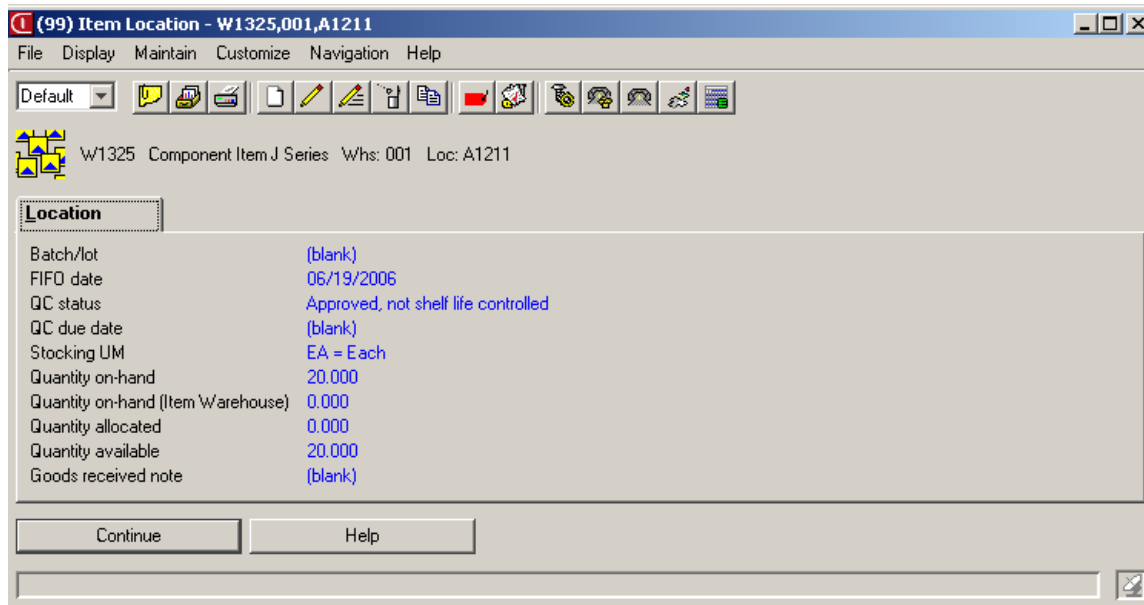 (99) Item Location - W1325,001,A1211
File Display Maintain Customize Navigation Help
Default
W1325 Component Item J Series Whs: 001 Loc: A1211
Location
Batch/lot (blank)
FIFO date 06/19/2006
QC status Approved, not shelf life controlled
QC due date (blank)
Stocking UM EA = Each
Quantity on-hand 20.000
Quantity on-hand (Item Warehouse) 0.000
Quantity allocated 0.000
Quantity available 20.000
Goods received note (blank)
Continue Help